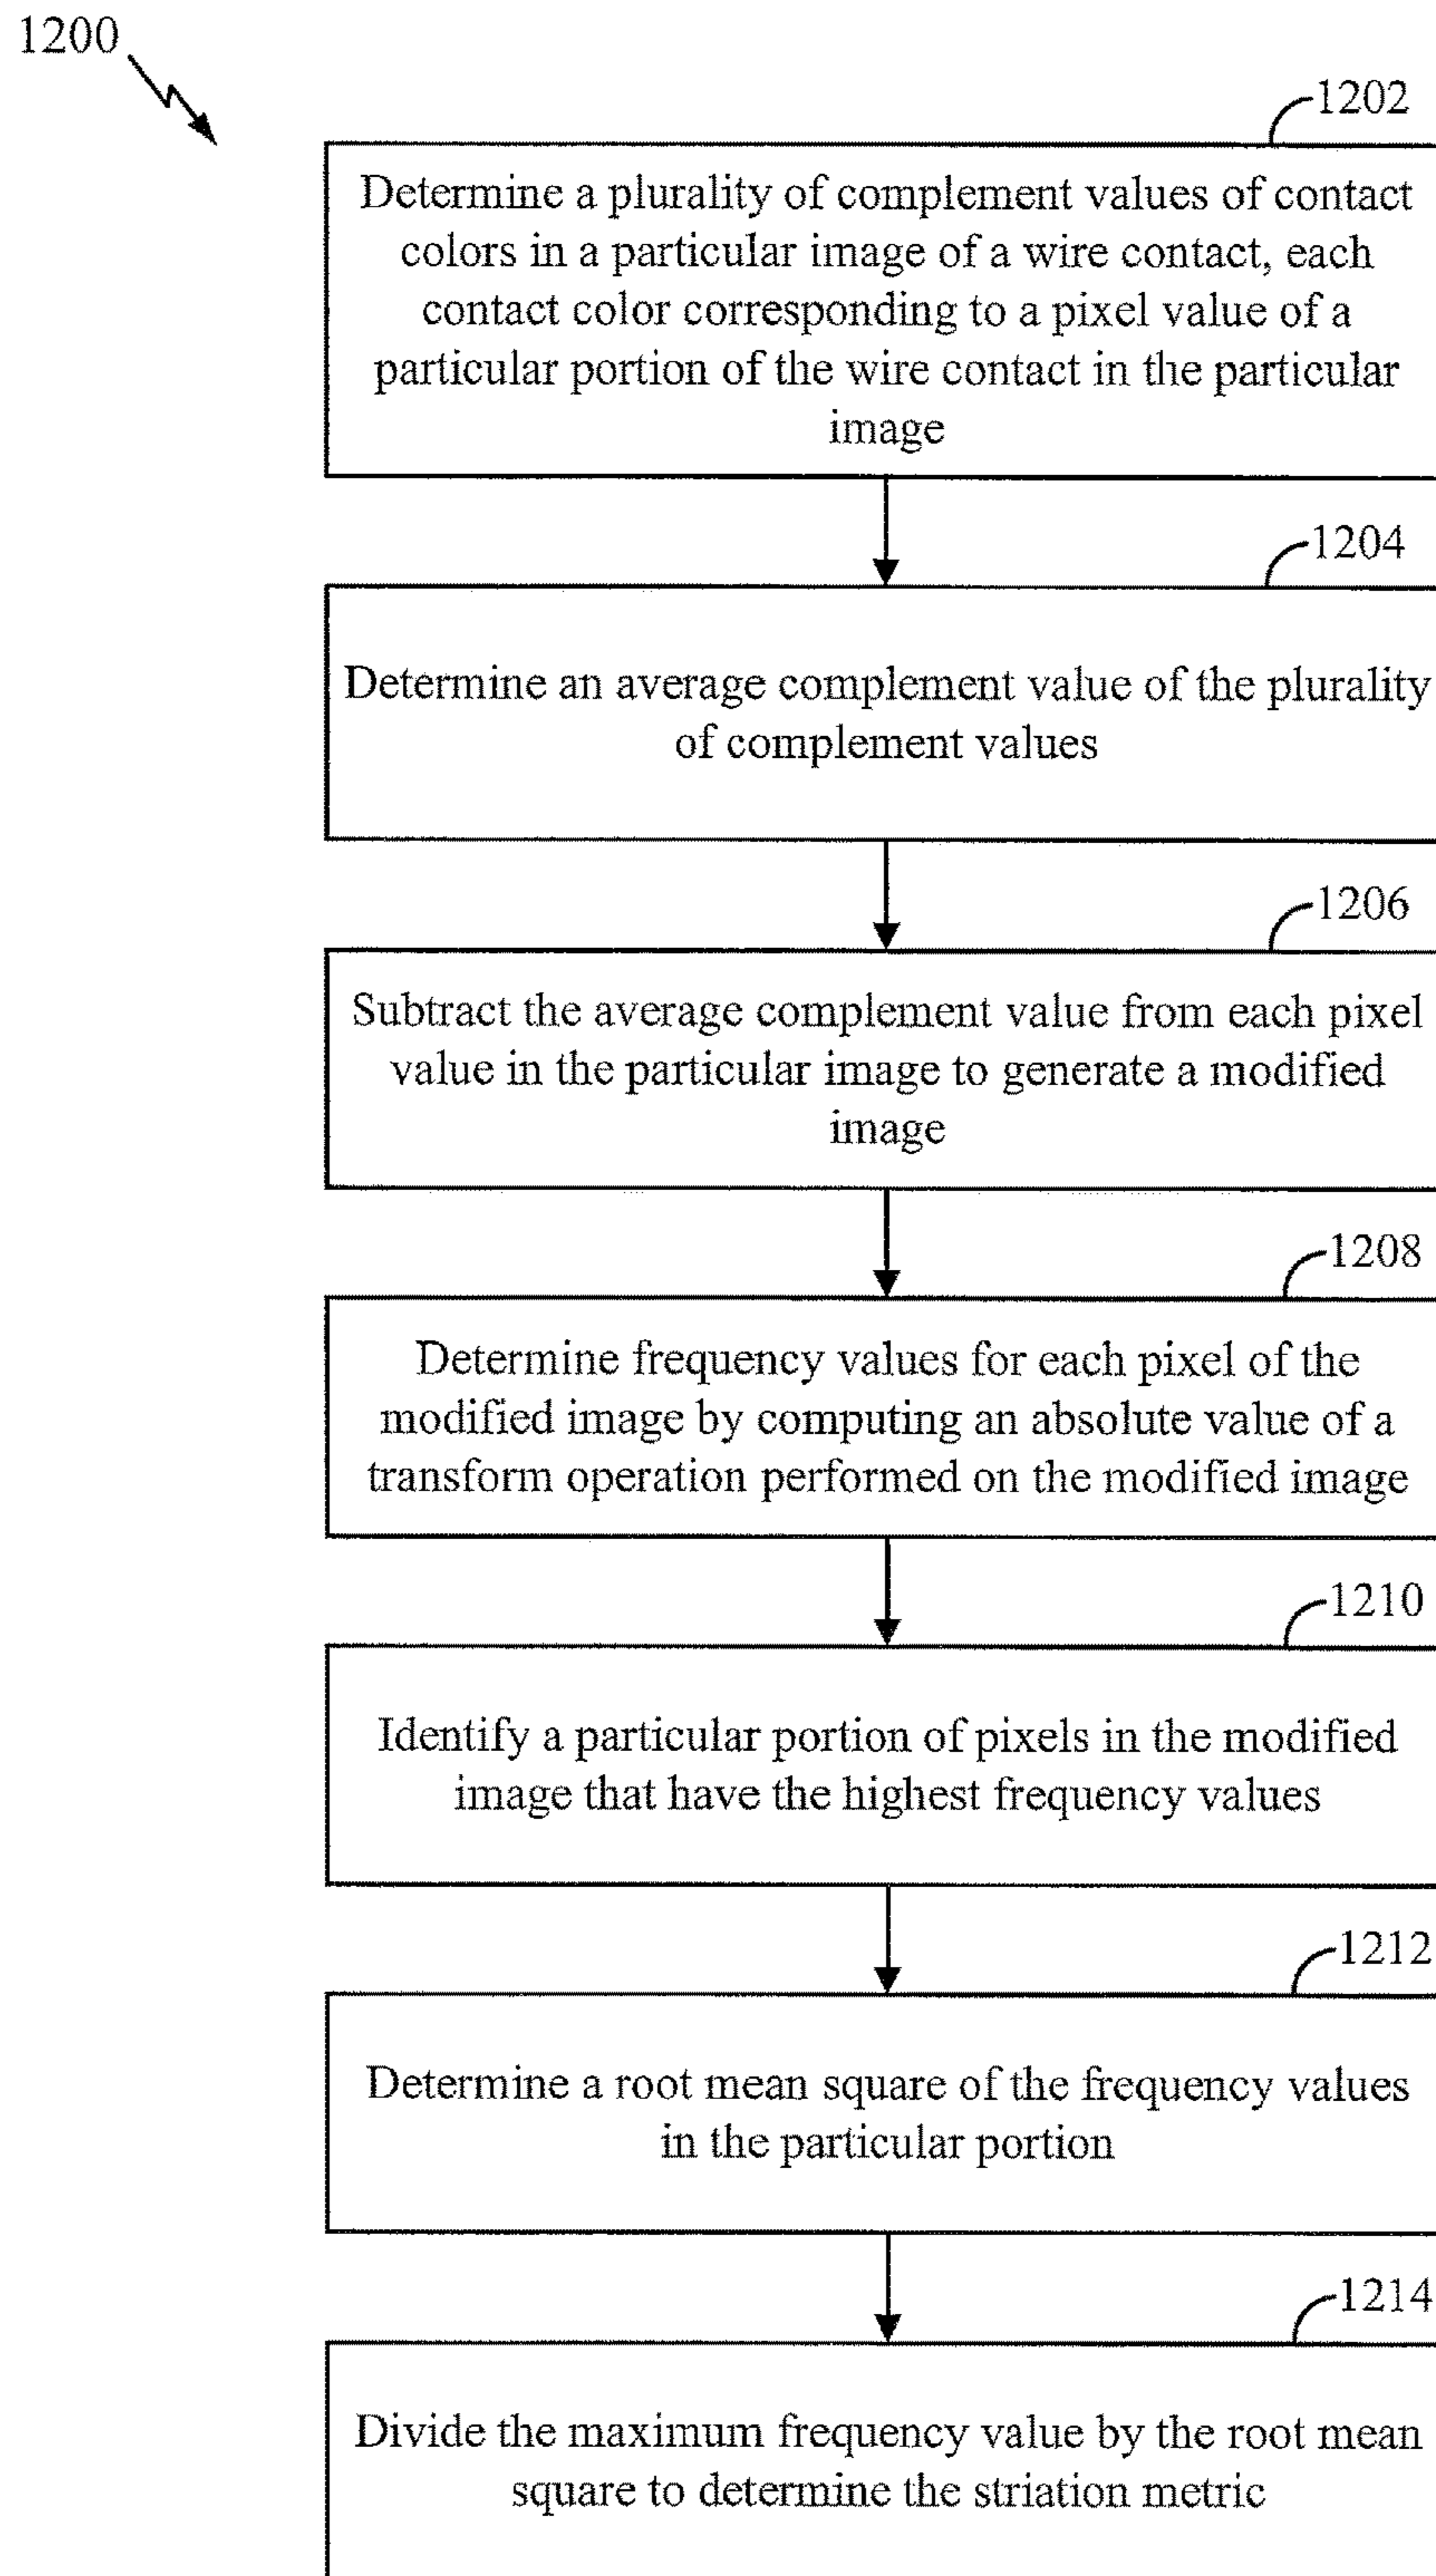 1200
1202
Determine a plurality of complement values of contact
colors in a particular image of a wire contact, each
contact color corresponding to a pixel value of a
particular portion of the wire contact in the particular
image
1204
Determine an average complement value of the plurality
of complement values
1206
Subtract the average complement value from each pixel
value in the particular image to generate a modified
image
1208
Determine frequency values for each pixel of the
modified image by computing an absolute value of a
transform operation performed on the modified image
1210
Identify a particular portion of pixels in the modified
image that have the highest frequency values
1212
Determine a root mean square of the frequency values
in the particular portion
1214
Divide the maximum frequency value by the root mean
square to determine the striation metric